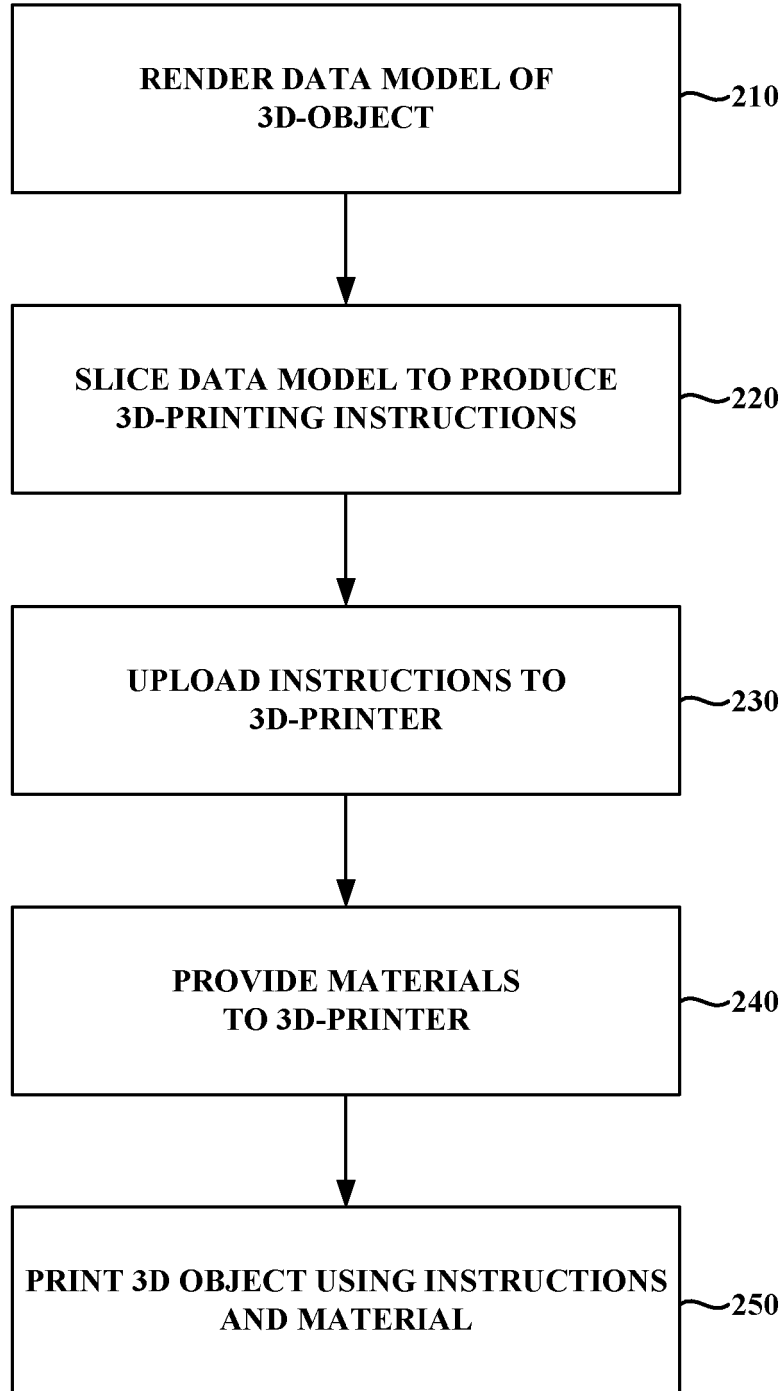 RENDER DATA MODEL OF
3D-OBJECT
210
SLICE DATA MODEL TO PRODUCE
3D-PRINTING INSTRUCTIONS
220
UPLOAD INSTRUCTIONS TO
3D-PRINTER
230
PROVIDE MATERIALS
TO 3D-PRINTER
240
PRINT 3D OBJECT USING INSTRUCTIONS
AND MATERIAL
250